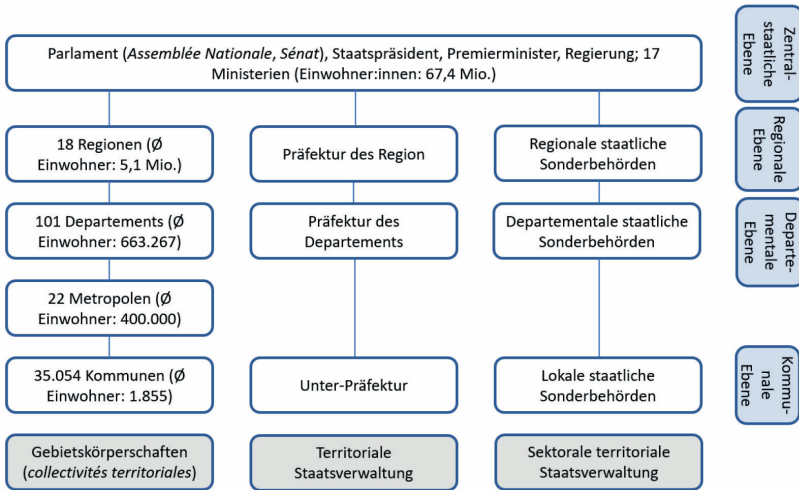 Parlament (Assemblée Nationale, Sénat), Staatspräsident, Premierminister, Regierung; 17
Ministerien (Einwohner:innen: 67,4 Mio.)
Zentral-
staatliche
Ebene
18 Regionen (Ø
Einwohner: 5,1 Mio.)
Präfektur des Region
Regionale staatliche
Sonderbehörden
Regionale
Ebene
101 Departements (Ø
Einwohner: 663.267)
Präfektur des
Departements
Departementale staatliche
Sonderbehörden
Departe-
mentale
Ebene
22 Metropolen (Ø
Einwohner: 400.000)
35.054 Kommunen (Ø
Einwohner: 1.855)
Unter-Präfektur
Lokale staatliche
Sonderbehörden
Kommu-
nale
Ebene
Gebietskörperschaften
(collectivités territoriales)
Territoriale
Staatsverwaltung
Sektorale territoriale
Staatsverwaltung